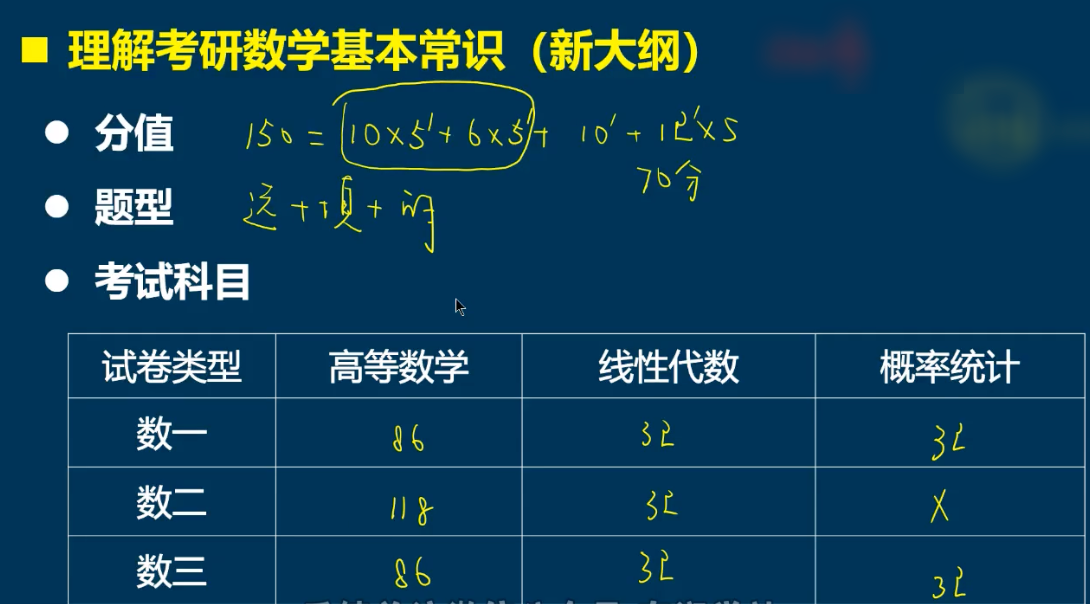 ■ 理解考研数学基本常识（新大纲）
● 分值 150 = 10×5' + 6×5' + 10' + 12'×5
70分
● 题型 选+填+解
● 考试科目
试卷类型 高等数学 线性代数 概率统计
数一 86 32 32
数二 118 32 X
数三 86 32 32